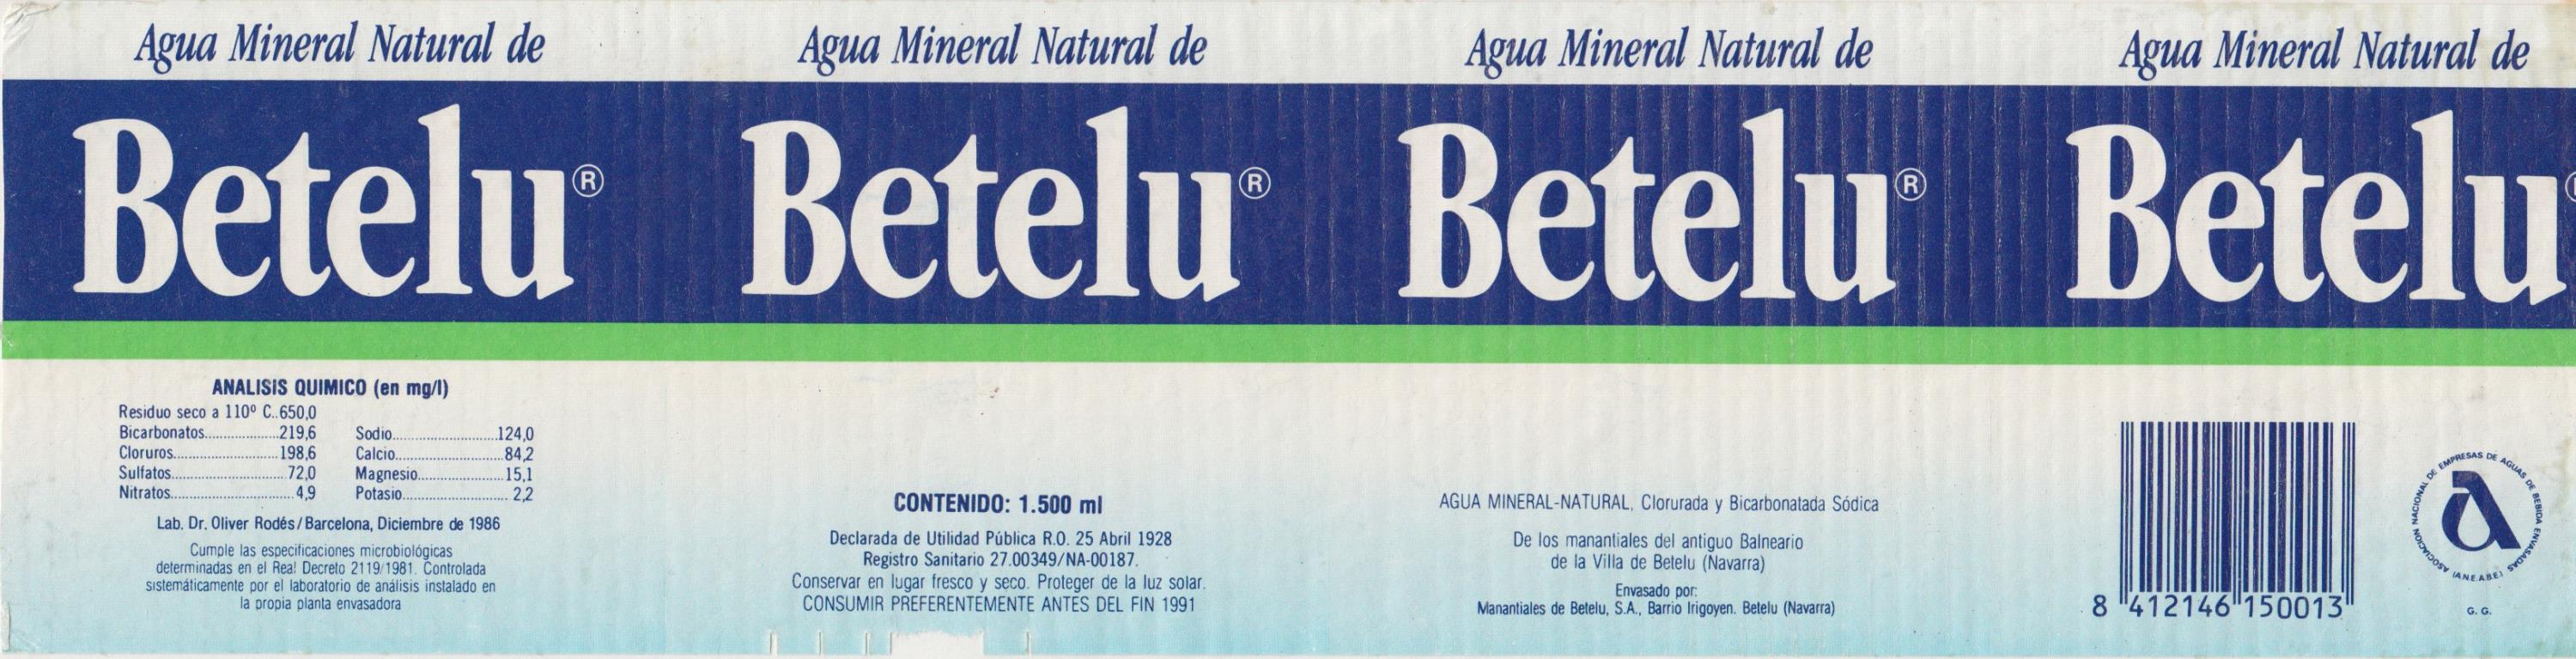 Agua Mineral Natural de
Betelu®
ANALISIS QUIMICO (en mg/l)
Residuo seco a 110º C..650,0
Bicarbonatos...................219,6
Cloruros...........................198,6
Sulfatos.............................72,0
Nitratos...............................4,9
Sodio..........................124,0
Calcio...........................84,2
Magnesio.....................15,1
Potasio..........................2,2
Lab. Dr. Oliver Rodés/Barcelona, Diciembre de 1986
Cumple las especificaciones microbiológicas
determinadas en el Real Decreto 2119/1981. Controlada
sistemáticamente por el laboratorio de análisis instalado en
la propia planta envasadora
Agua Mineral Natural de
Betelu®
CONTENIDO: 1.500 ml
Declarada de Utilidad Pública R.O. 25 Abril 1928
Registro Sanitario 27.00349/NA-00187.
Conservar en lugar fresco y seco. Proteger de la luz solar.
CONSUMIR PREFERENTEMENTE ANTES DEL FIN 1991
Agua Mineral Natural de
Betelu®
AGUA MINERAL-NATURAL, Clorurada y Bicarbonatada Sódica
De los manantiales del antiguo Balneario
de la Villa de Betelu (Navarra)
Envasado por:
Manantiales de Betelu, S.A., Barrio Irigoyen. Betelu (Navarra)
Agua Mineral Natural de
Betelu
8 412146 150013
ASOCIACION NACIONAL DE EMPRESAS DE AGUAS DE BEBIDA ENVASADAS
(A.N.E.A.B.E.)
a
G. G.